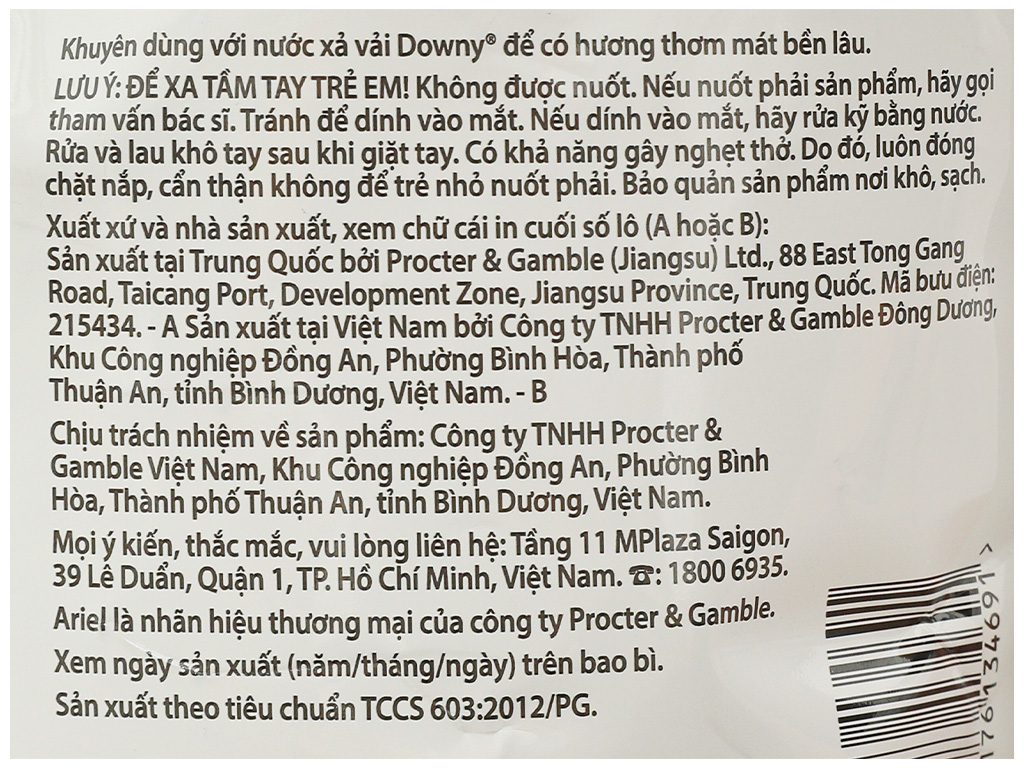 Khuyên dùng với nước xả vải Downy® để có hương thơm mát bền lâu.
LƯU Ý: ĐỂ XA TẦM TAY TRẺ EM! Không được nuốt. Nếu nuốt phải sản phẩm, hãy gọi
tham vấn bác sĩ. Tránh để dính vào mắt. Nếu dính vào mắt, hãy rửa kỹ bằng nước.
Rửa và lau khô tay sau khi giặt tay. Có khả năng gây nghẹt thở. Do đó, luôn đóng
chặt nắp, cẩn thận không để trẻ nhỏ nuốt phải. Bảo quản sản phẩm nơi khô, sạch.
Xuất xứ và nhà sản xuất, xem chữ cái in cuối số lô (A hoặc B):
Sản xuất tại Trung Quốc bởi Procter & Gamble (Jiangsu) Ltd., 88 East Tong Gang
Road, Taicang Port, Development Zone, Jiangsu Province, Trung Quốc. Mã bưu điện:
215434. - A Sản xuất tại Việt Nam bởi Công ty TNHH Procter & Gamble Đông Dương,
Khu Công nghiệp Đồng An, Phường Bình Hòa, Thành phố
Thuận An, tỉnh Bình Dương, Việt Nam. - B
Chịu trách nhiệm về sản phẩm: Công ty TNHH Procter &
Gamble Việt Nam, Khu Công nghiệp Đồng An, Phường Bình
Hòa, Thành phố Thuận An, tỉnh Bình Dương, Việt Nam.
Mọi ý kiến, thắc mắc, vui lòng liên hệ: Tầng 11 MPlaza Saigon,
39 Lê Duẩn, Quận 1, TP. Hồ Chí Minh, Việt Nam. ☎: 1800 6935.
Ariel là nhãn hiệu thương mại của công ty Procter & Gamble.
Xem ngày sản xuất (năm/tháng/ngày) trên bao bì.
Sản xuất theo tiêu chuẩn TCCS 603:2012/PG.
176134691 >